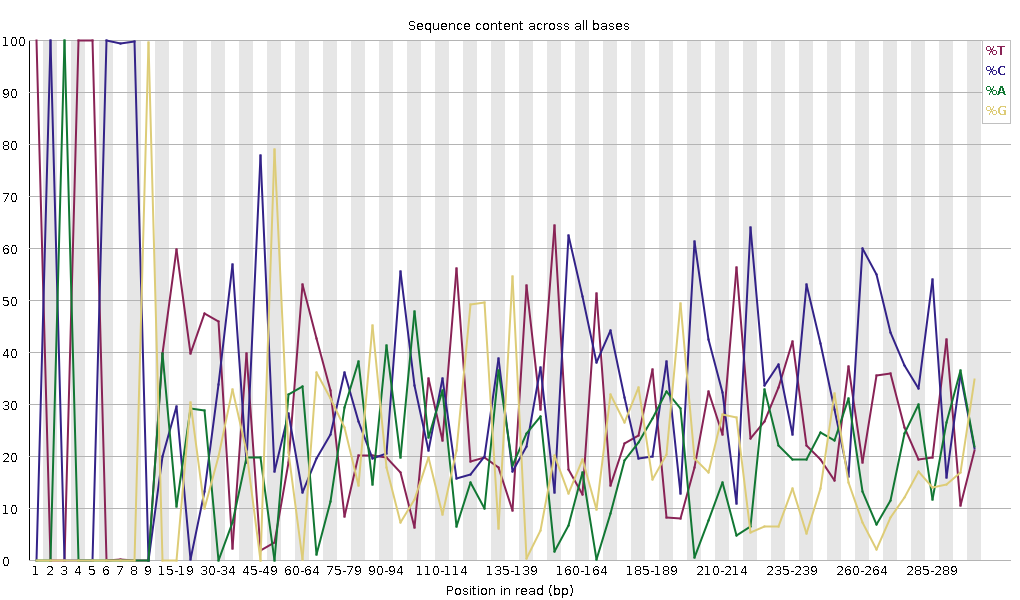 Sequence content across all bases
100
90
80
70
60
50
40
30
20
10
0
%T
%C
%A
%G
1 2 3 4 5 6 7 8 9 15-19 30-34 45-49 60-64 75-79 90-94 110-114 135-139 160-164 185-189 210-214 235-239 260-264 285-289
Position in read (bp)